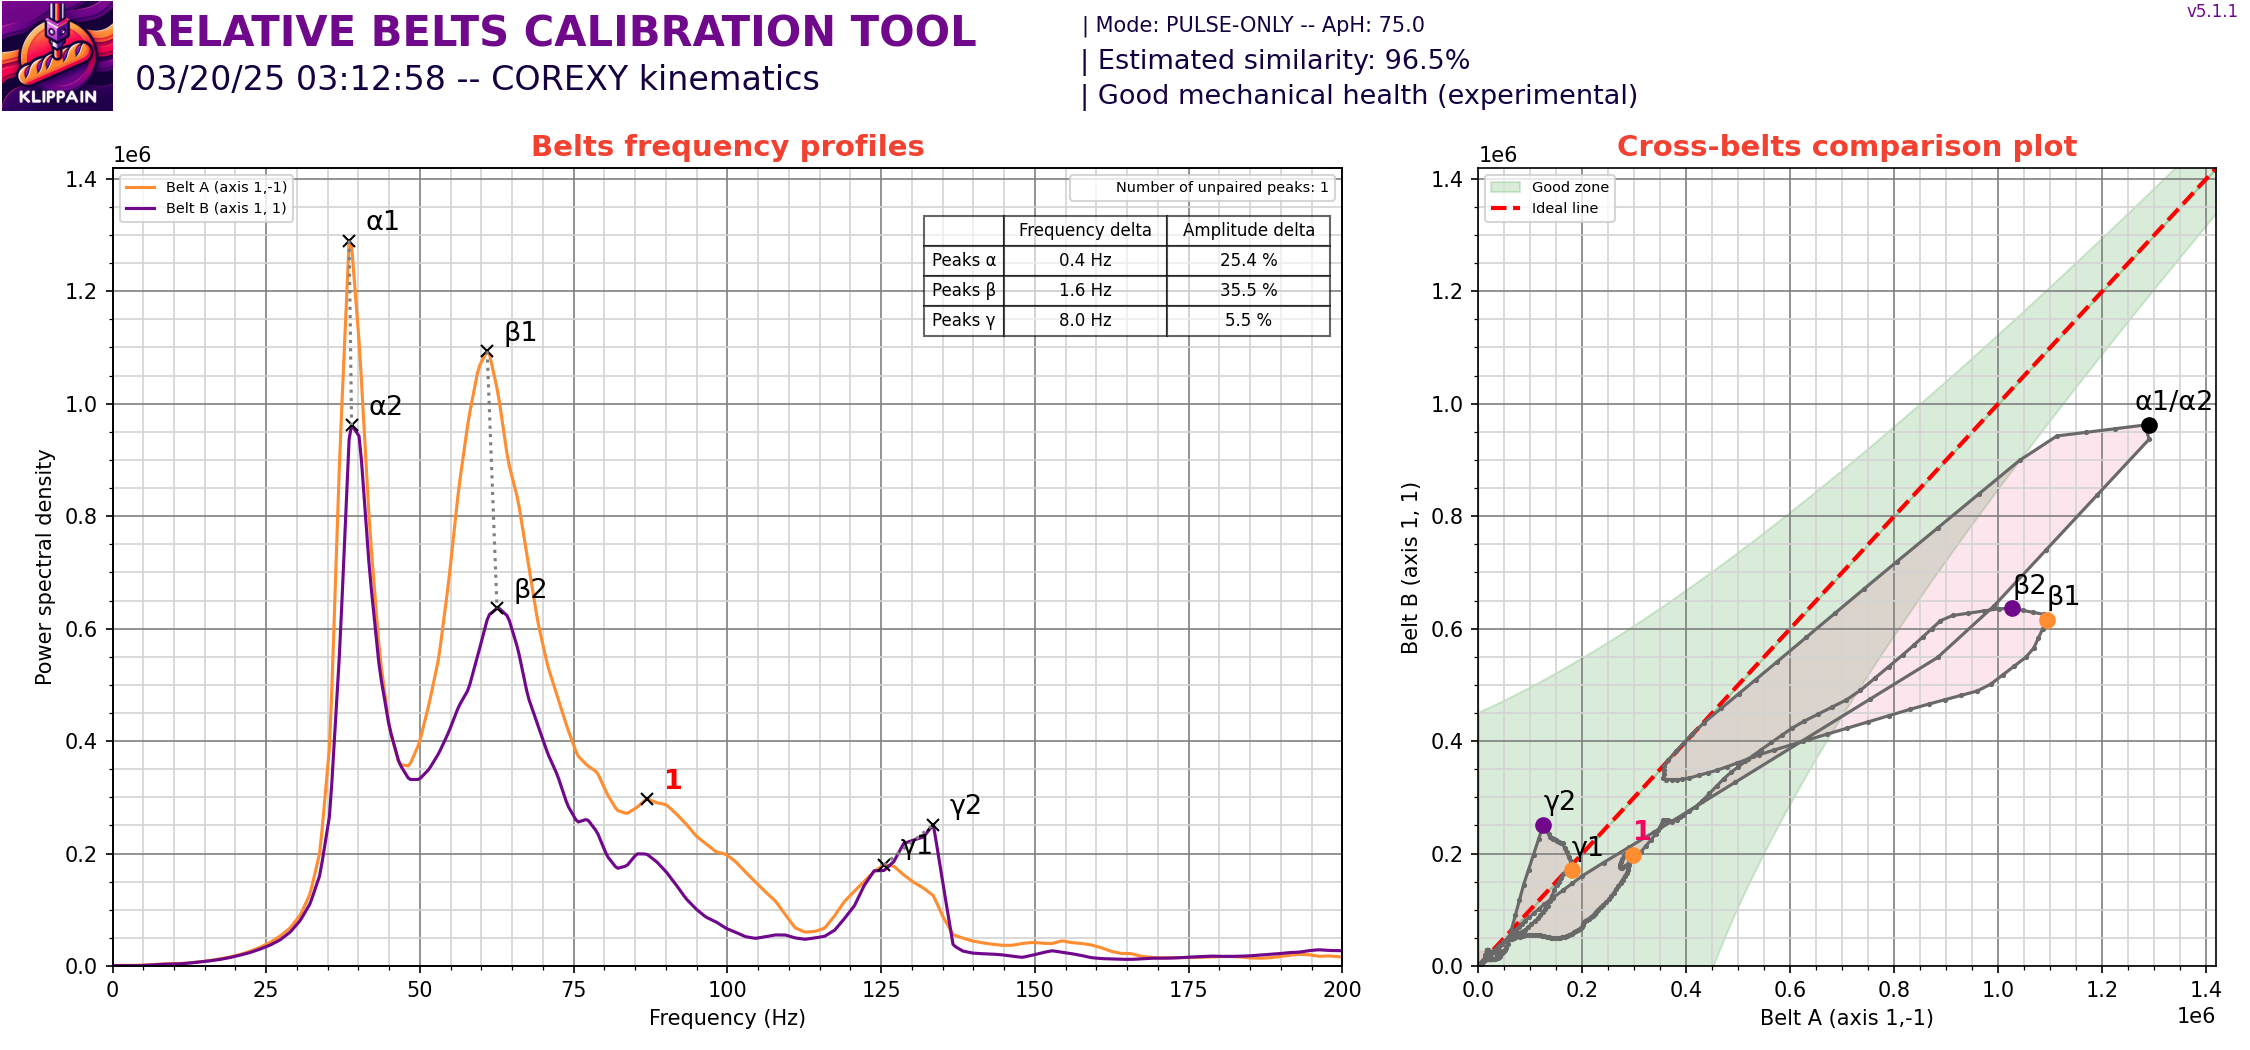 KLIPPAIN
RELATIVE BELTS CALIBRATION TOOL
03/20/25 03:12:58 -- COREXY kinematics
| Mode: PULSE-ONLY -- ApH: 75.0
| Estimated similarity: 96.5%
| Good mechanical health (experimental)
v5.1.1
Belts frequency profiles
1e6
Belt A (axis 1,-1)
Belt B (axis 1, 1)
Number of unpaired peaks: 1
Frequency delta Amplitude delta
Peaks α 0.4 Hz 25.4 %
Peaks β 1.6 Hz 35.5 %
Peaks γ 8.0 Hz 5.5 %
α1
α2
β1
β2
1
γ1
γ2
Power spectral density
1.4
1.2
1.0
0.8
0.6
0.4
0.2
0.0
0 25 50 75 100 125 150 175 200
Frequency (Hz)
Cross-belts comparison plot
1e6
Good zone
Ideal line
α1/α2
β2
β1
γ2
γ1
1
Belt B (axis 1, 1)
1.4
1.2
1.0
0.8
0.6
0.4
0.2
0.0
0.0 0.2 0.4 0.6 0.8 1.0 1.2 1.4
Belt A (axis 1,-1)
1e6